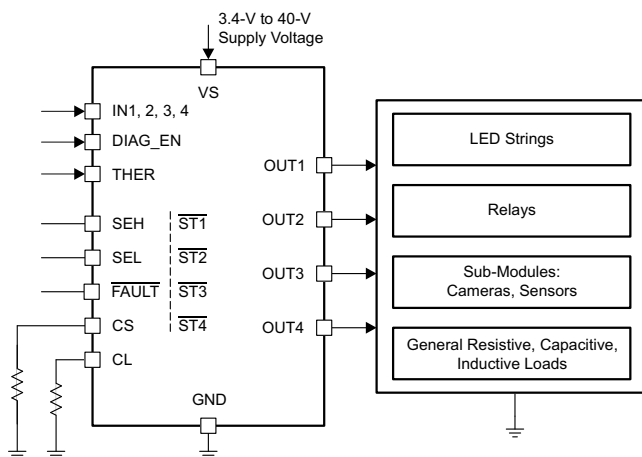 3.4-V to 40-V
Supply Voltage
VS
IN1, 2, 3, 4
DIAG_EN
THER
SEH
ST1
SEL
ST2
FAULT
ST3
CS
ST4
CL
GND
OUT1
OUT2
OUT3
OUT4
LED Strings
Relays
Sub-Modules:
Cameras, Sensors
General Resistive, Capacitive,
Inductive Loads